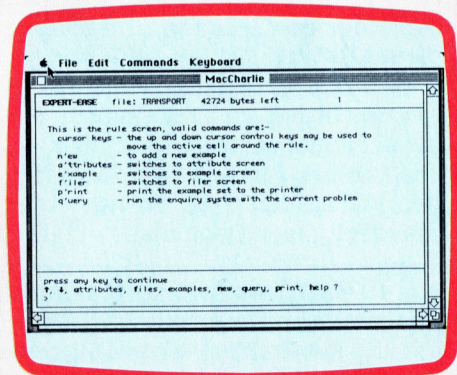 File Edit Commands Keyboard
MacCharlie
EXPERT-EASE file: TRANSPORT 42724 bytes left 1
This is the rule screen, valid commands are:-
cursor keys - the up and down cursor control keys may be used to
move the active cell around the rule.
n'ew - to add a new example
a'ttributes - switches to attribute screen
e'xample - switches to example screen
f'iler - switches to filer screen
p'rint - print the example set to the printer
q'uery - run the enquiry system with the current problem
press any key to continue
↑, ↓, attributes, files, examples, new, query, print, help ?
>